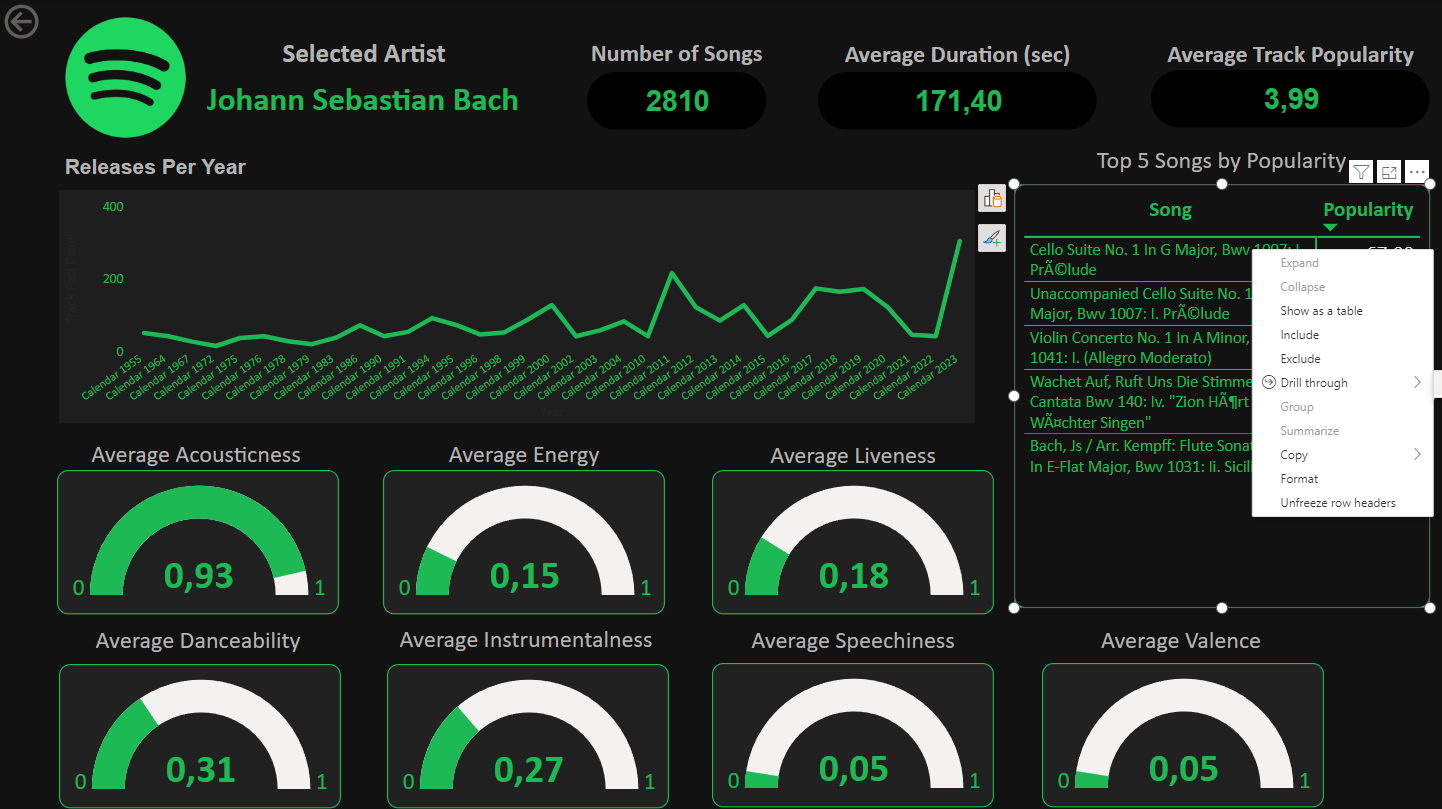 Selected Artist
Johann Sebastian Bach
Number of Songs
2810
Average Duration (sec)
171,40
Average Track Popularity
3,99
Releases Per Year
400
200
0
Calendar 1955
Calendar 1964
Calendar 1967
Calendar 1972
Calendar 1975
Calendar 1976
Calendar 1978
Calendar 1979
Calendar 1983
Calendar 1986
Calendar 1990
Calendar 1991
Calendar 1994
Calendar 1995
Calendar 1996
Calendar 1998
Calendar 1999
Calendar 2000
Calendar 2002
Calendar 2003
Calendar 2004
Calendar 2010
Calendar 2011
Calendar 2012
Calendar 2013
Calendar 2014
Calendar 2015
Calendar 2016
Calendar 2017
Calendar 2018
Calendar 2019
Calendar 2020
Calendar 2021
Calendar 2022
Calendar 2023
Top 5 Songs by Popularity
Song Popularity
Cello Suite No. 1 In G Major, Bwv 1007: I.
PrÃ©lude
Unaccompanied Cello Suite No. 1
Major, Bwv 1007: I. PrÃ©lude
Violin Concerto No. 1 In A Minor,
1041: I. (Allegro Moderato)
Wachet Auf, Ruft Uns Die Stimme
Cantata Bwv 140: Iv. "Zion HÃ¶rt
WÃ¤chter Singen"
Bach, Js / Arr. Kempff: Flute Sonat
In E-Flat Major, Bwv 1031: Ii. Sicili
Expand
Collapse
Show as a table
Include
Exclude
Drill through
Group
Summarize
Copy
Format
Unfreeze row headers
Average Acousticness
0 0,93 1
Average Energy
0 0,15 1
Average Liveness
0 0,18 1
Average Danceability
0 0,31 1
Average Instrumentalness
0 0,27 1
Average Speechiness
0 0,05 1
Average Valence
0 0,05 1